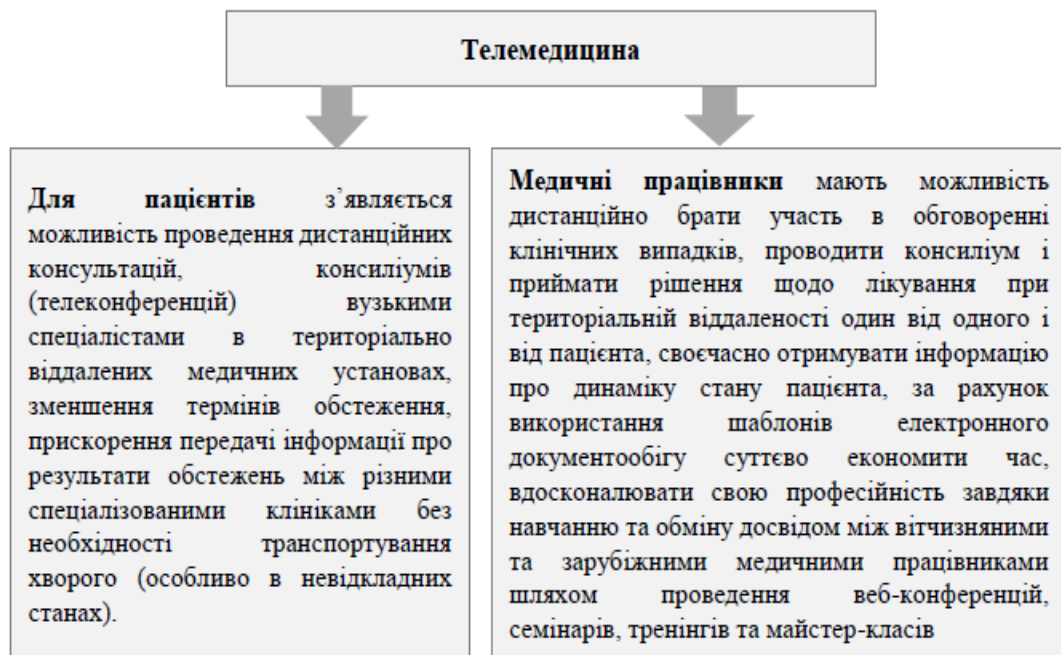 Телемедицина
Для пацієнтів з’являється
можливість проведення дистанційних
консультацій, консиліумів
(телеконференцій) вузькими
спеціалістами в територіально
віддалених медичних установах,
зменшення термінів обстеження,
прискорення передачі інформації про
результати обстежень між різними
спеціалізованими клініками без
необхідності транспортування
хворого (особливо в невідкладних
станах).
Медичні працівники мають можливість
дистанційно брати участь в обговоренні
клінічних випадків, проводити консиліум і
приймати рішення щодо лікування при
територіальній віддаленості один від одного і
від пацієнта, своєчасно отримувати інформацію
про динаміку стану пацієнта, за рахунок
використання шаблонів електронного
документообігу суттєво економити час,
вдосконалювати свою професійність завдяки
навчанню та обміну досвідом між вітчизняними
та зарубіжними медичними працівниками
шляхом проведення веб-конференцій,
семінарів, тренінгів та майстер-класів